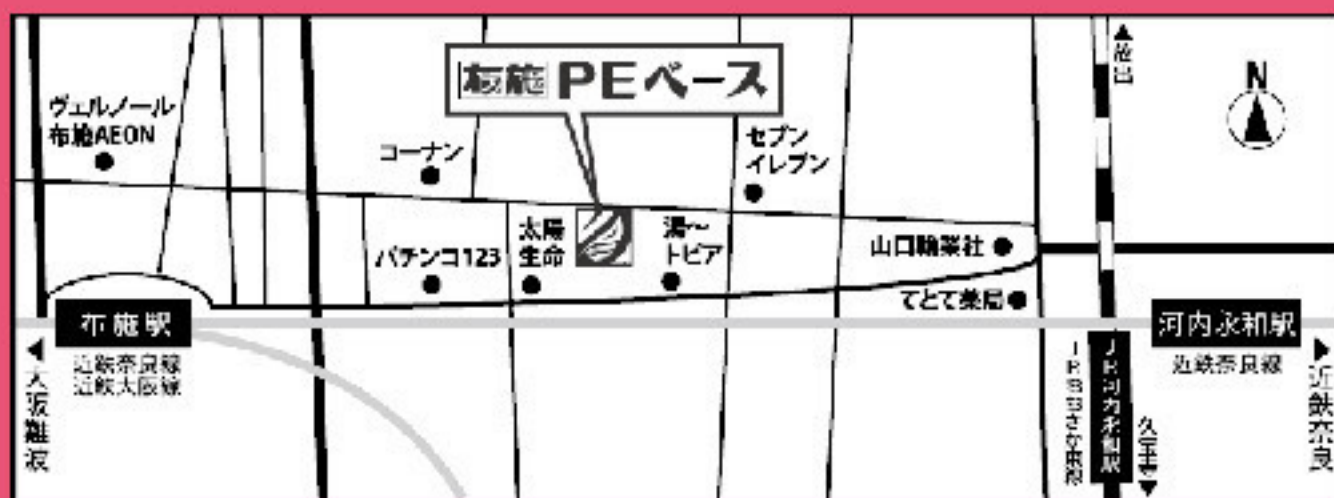 PEベース
ヴェルノール
布施AEON
コーナン
セブン
イレブン
パチンコ123
太陽
生命
湯〜
トピア
山口輪業社
てとて薬局
布施駅
近鉄奈良線
近鉄大阪線
大阪難波
河内永和駅
近鉄奈良線
近鉄奈良
JR河内永和駅
JRおおさか東線
久宝寺
放出
N